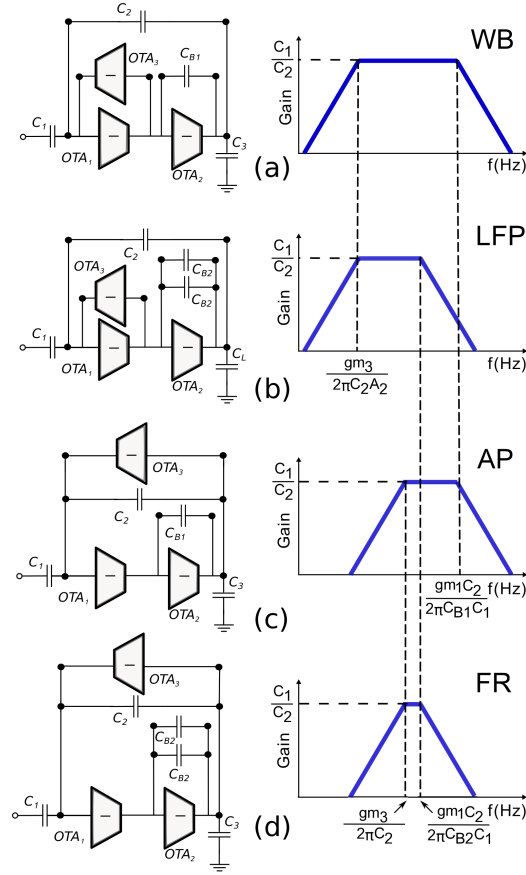 C2
OTA3
CB1
C1
OTA1
OTA2
C3
(a)
WB
C1
C2
Gain
f(Hz)
C2
OTA3
CB2
CB2
C1
OTA1
OTA2
CL
(b)
LFP
C1
C2
Gain
f(Hz)
gm3
2πC2A2
OTA3
C2
CB1
C1
OTA1
OTA2
C3
(c)
AP
C1
C2
Gain
f(Hz)
gm1C2
2πCB1C1
OTA3
C2
CB2
CB2
C1
OTA1
OTA2
C3
(d)
FR
C1
C2
Gain
f(Hz)
gm3
2πC2
gm1C2
2πCB2C1